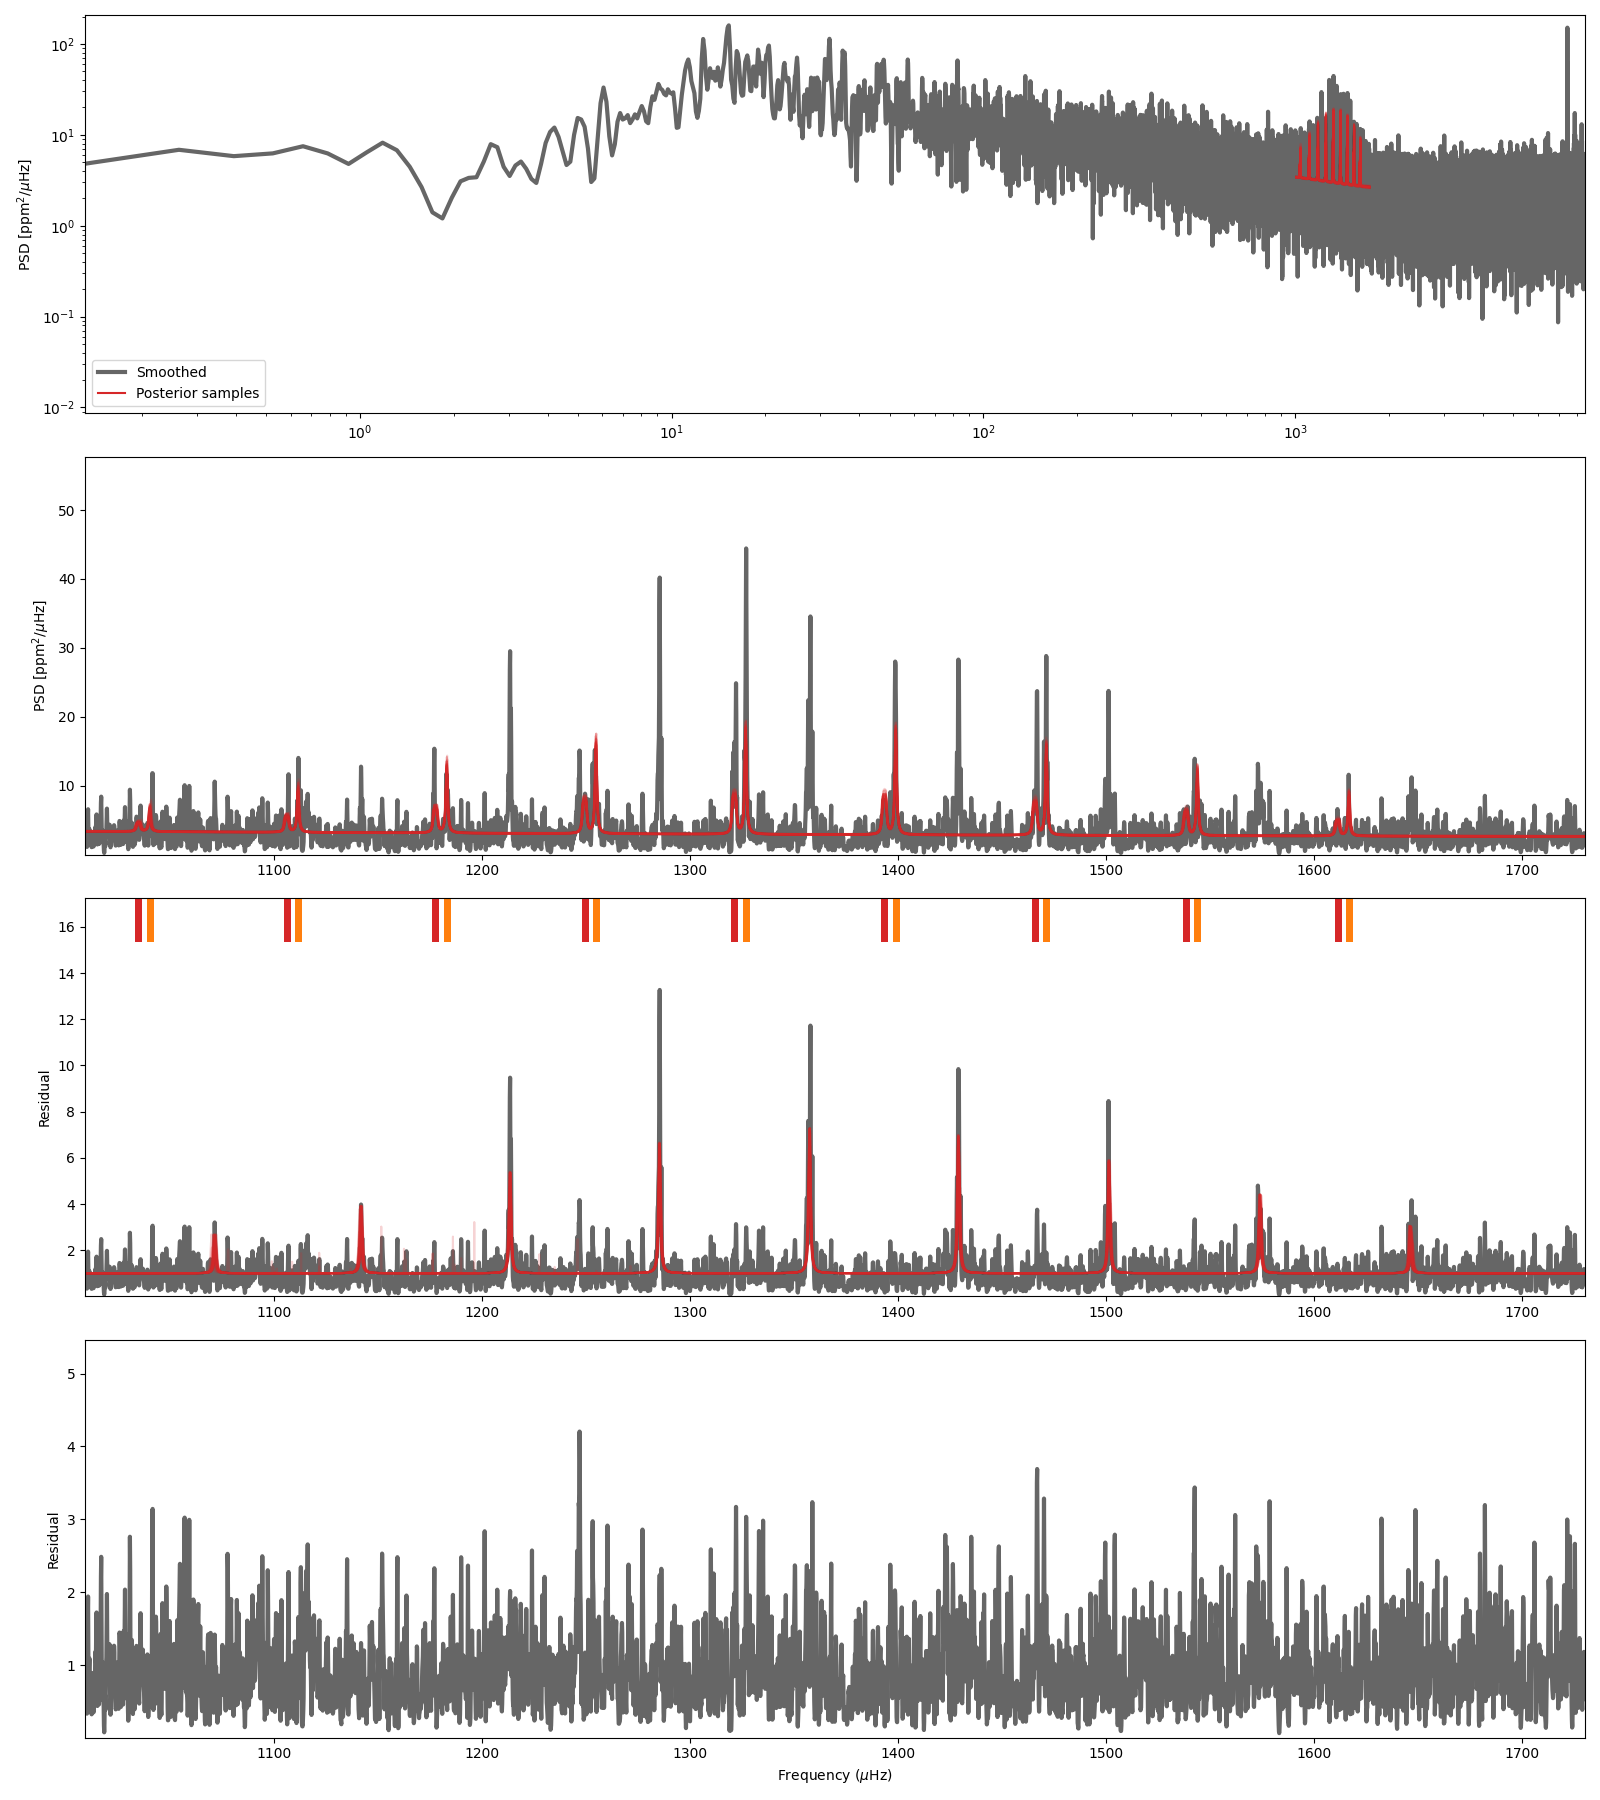 10²
10¹
10⁰
10⁻¹
10⁻²
PSD [ppm²/μHz]
Smoothed
Posterior samples
10⁰ 10¹ 10² 10³
50
40
30
20
10
PSD [ppm²/μHz]
1100 1200 1300 1400 1500 1600 1700
16
14
12
10
8
6
4
2
Residual
1100 1200 1300 1400 1500 1600 1700
5
4
3
2
1
Residual
1100 1200 1300 1400 1500 1600 1700
Frequency (μHz)